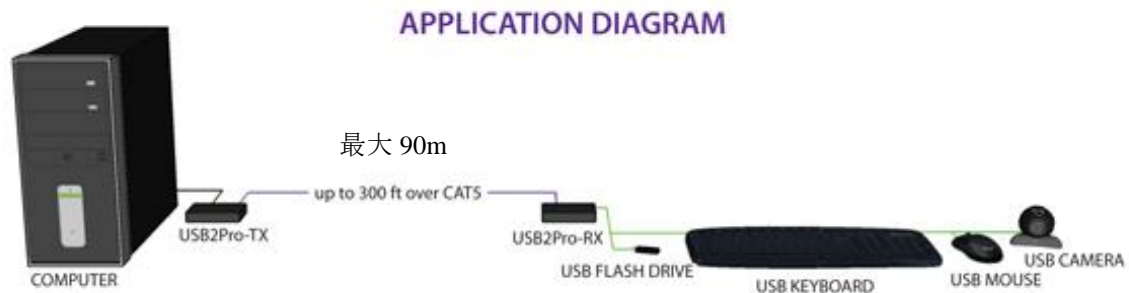 APPLICATION DIAGRAM
最大 90m
up to 300 ft over CAT5
USB2Pro-TX
USB2Pro-RX
COMPUTER
USB FLASH DRIVE
USB KEYBOARD
USB MOUSE
USB CAMERA